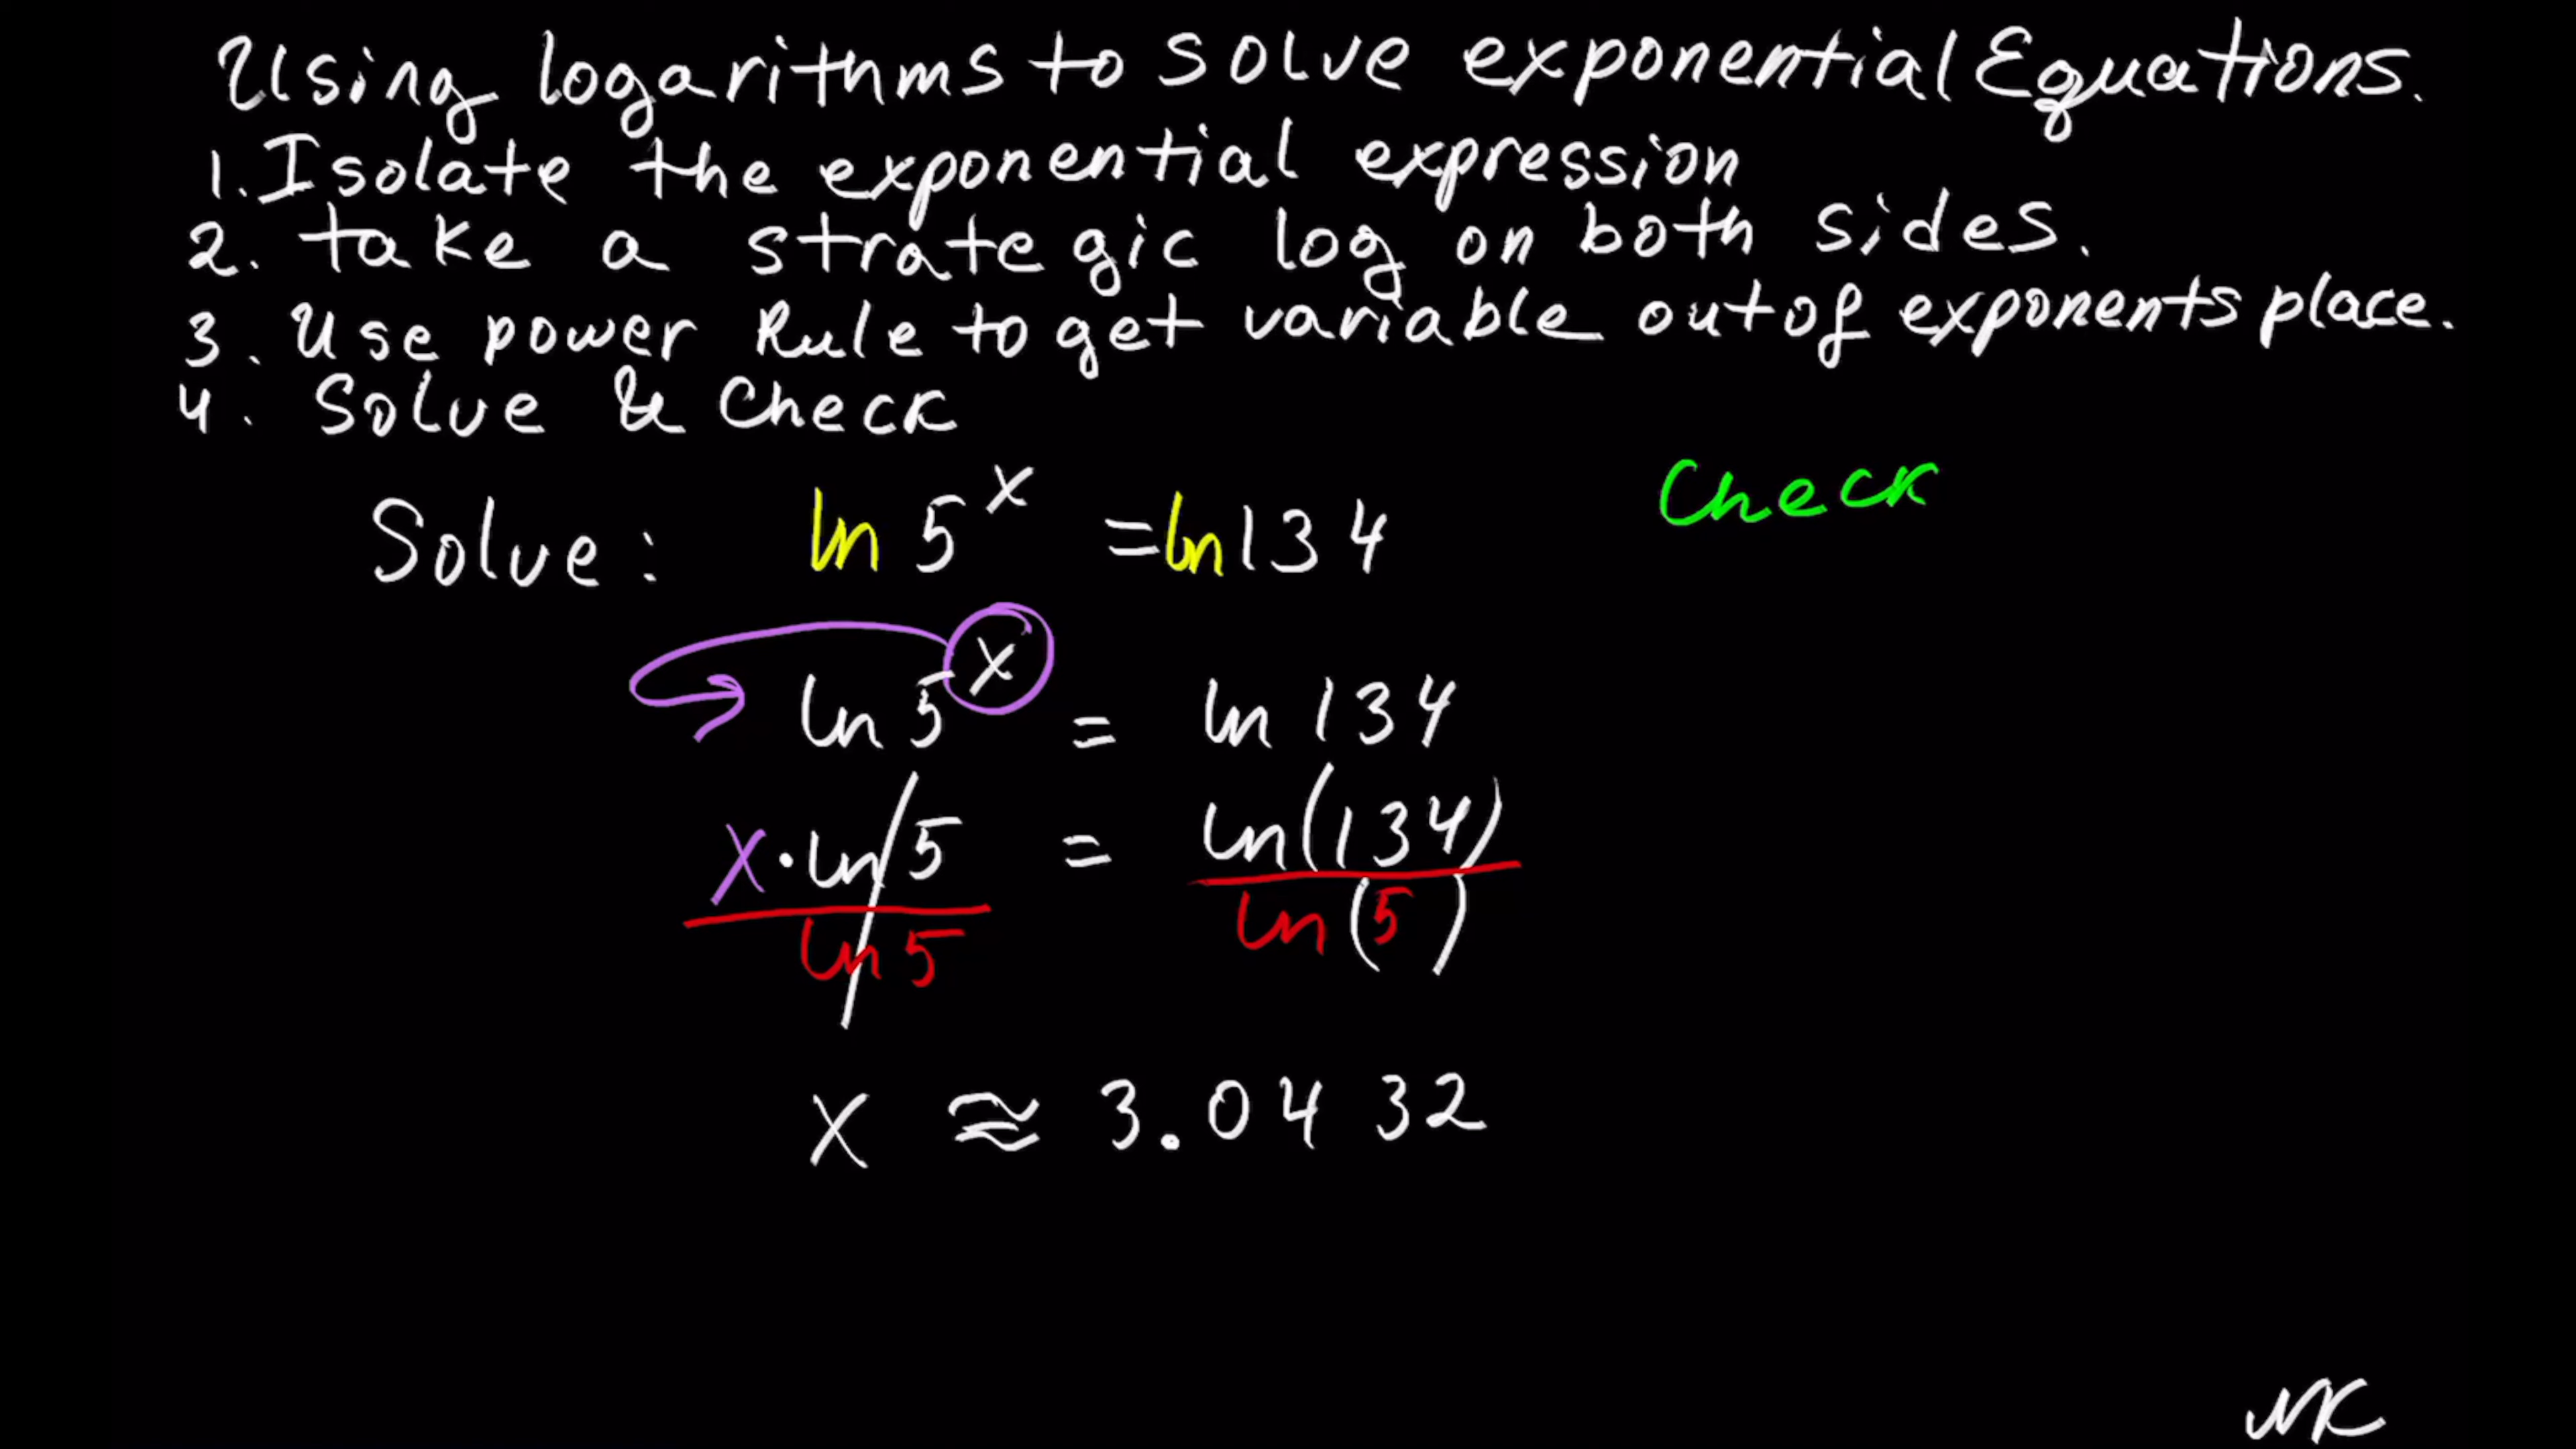 Using logarithms to solve exponential Equations.
1. Isolate the exponential expression
2. take a strategic log on both sides.
3. Use power Rule to get variable out of exponents place.
4. Solve & Check
Solve: ln 5^x = ln 134
Check
ln 5^x = ln 134
x · ln 5 = ln(134)
ln 5 ln(5)
x ≈ 3.0432
NK